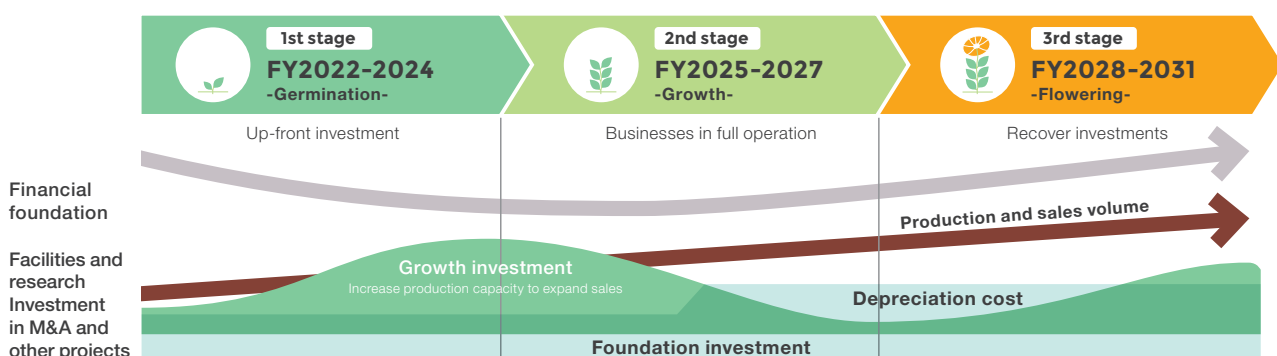 1st stage
FY2022-2024
-Germination-
2nd stage
FY2025-2027
-Growth-
3rd stage
FY2028-2031
-Flowering-
Up-front investment
Businesses in full operation
Recover investments
Financial
foundation
Production and sales volume
Facilities and
research
Investment
in M&A and
other projects
Growth investment
Increase production capacity to expand sales
Depreciation cost
Foundation investment